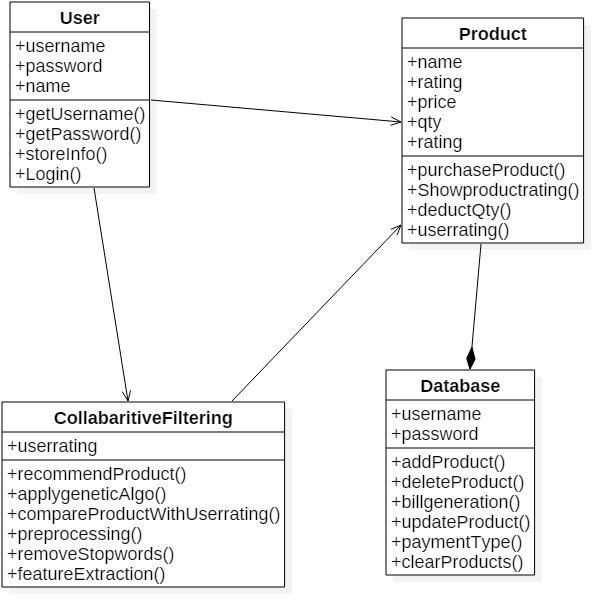 User
+username
+password
+name
+getUsername()
+getPassword()
+storeInfo()
+Login()
Product
+name
+rating
+price
+qty
+rating
+purchaseProduct()
+Showproductrating()
+deductQty()
+userrating()
CollabaritiveFiltering
+userrating
+recommendProduct()
+applygeneticAlgo()
+compareProductWithUserrating()
+preprocessing()
+removeStopwords()
+featureExtraction()
Database
+username
+password
+addProduct()
+deleteProduct()
+billgeneration()
+updateProduct()
+paymentType()
+clearProducts()